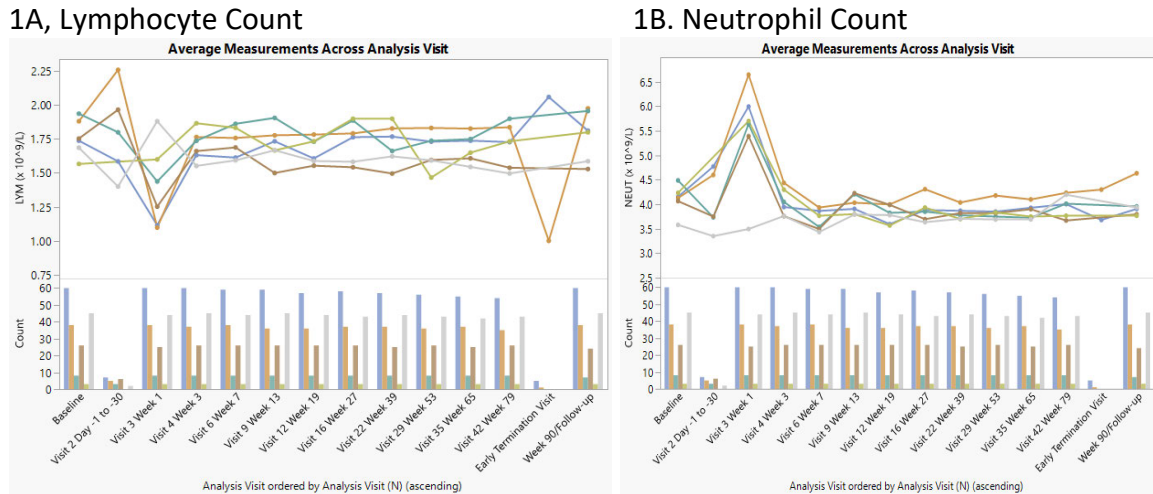 1A, Lymphocyte Count
Average Measurements Across Analysis Visit
LYM (x 10^9/L)
2.25
2.00
1.75
1.50
1.25
1.00
0.75
Count
60
50
40
30
20
10
0
Baseline
Visit 2 Day -1 to -30
Visit 3 Week 1
Visit 4 Week 3
Visit 6 Week 7
Visit 9 Week 13
Visit 12 Week 19
Visit 16 Week 27
Visit 22 Week 39
Visit 29 Week 53
Visit 35 Week 65
Visit 42 Week 79
Early Termination Visit
Week 90/Follow-up
Analysis Visit ordered by Analysis Visit (N) (ascending)
1B. Neutrophil Count
Average Measurements Across Analysis Visit
NEUT (x 10^9/L)
6.5
6.0
5.5
5.0
4.5
4.0
3.5
3.0
2.5
Count
60
50
40
30
20
10
0
Baseline
Visit 2 Day -1 to -30
Visit 3 Week 1
Visit 4 Week 3
Visit 6 Week 7
Visit 9 Week 13
Visit 12 Week 19
Visit 16 Week 27
Visit 22 Week 39
Visit 29 Week 53
Visit 35 Week 65
Visit 42 Week 79
Early Termination Visit
Week 90/Follow-up
Analysis Visit ordered by Analysis Visit (N) (ascending)